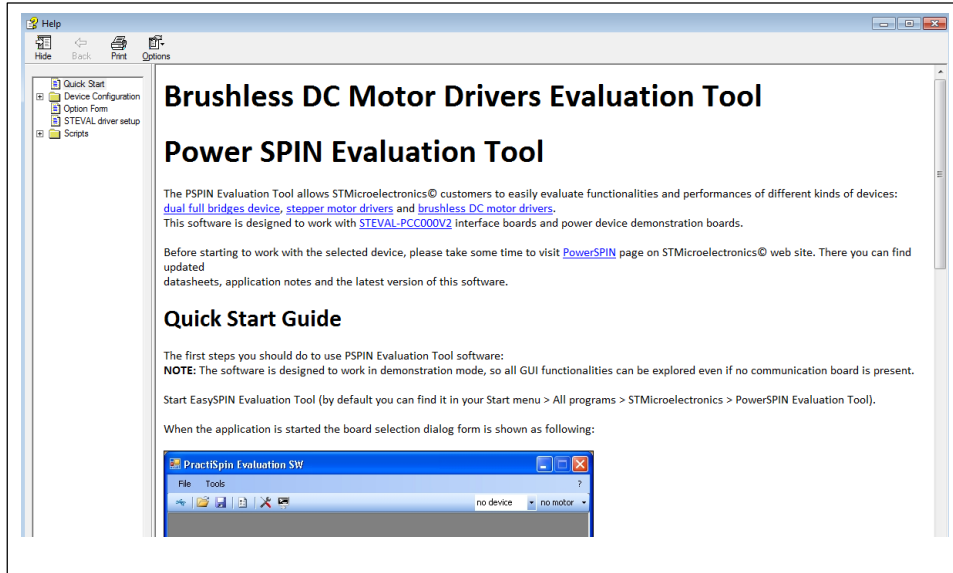 Help
Hide Back Print Options
Quick Start
Device Configuration
Option Form
STEVAL driver setup
Scripts
Brushless DC Motor Drivers Evaluation Tool
Power SPIN Evaluation Tool
The PSPIN Evaluation Tool allows STMicroelectronics© customers to easily evaluate functionalities and performances of different kinds of devices:
dual full bridges device, stepper motor drivers and brushless DC motor drivers.
This software is designed to work with STEVAL-PCC000V2 interface boards and power device demonstration boards.
Before starting to work with the selected device, please take some time to visit PowerSPIN page on STMicroelectronics© web site. There you can find
updated
datasheets, application notes and the latest version of this software.
Quick Start Guide
The first steps you should do to use PSPIN Evaluation Tool software:
NOTE: The software is designed to work in demonstration mode, so all GUI functionalities can be explored even if no communication board is present.
Start EasySPIN Evaluation Tool (by default you can find it in your Start menu > All programs > STMicroelectronics > PowerSPIN Evaluation Tool).
When the application is started the board selection dialog form is shown as following:
PractiSpin Evaluation SW
File Tools ?
no device no motor